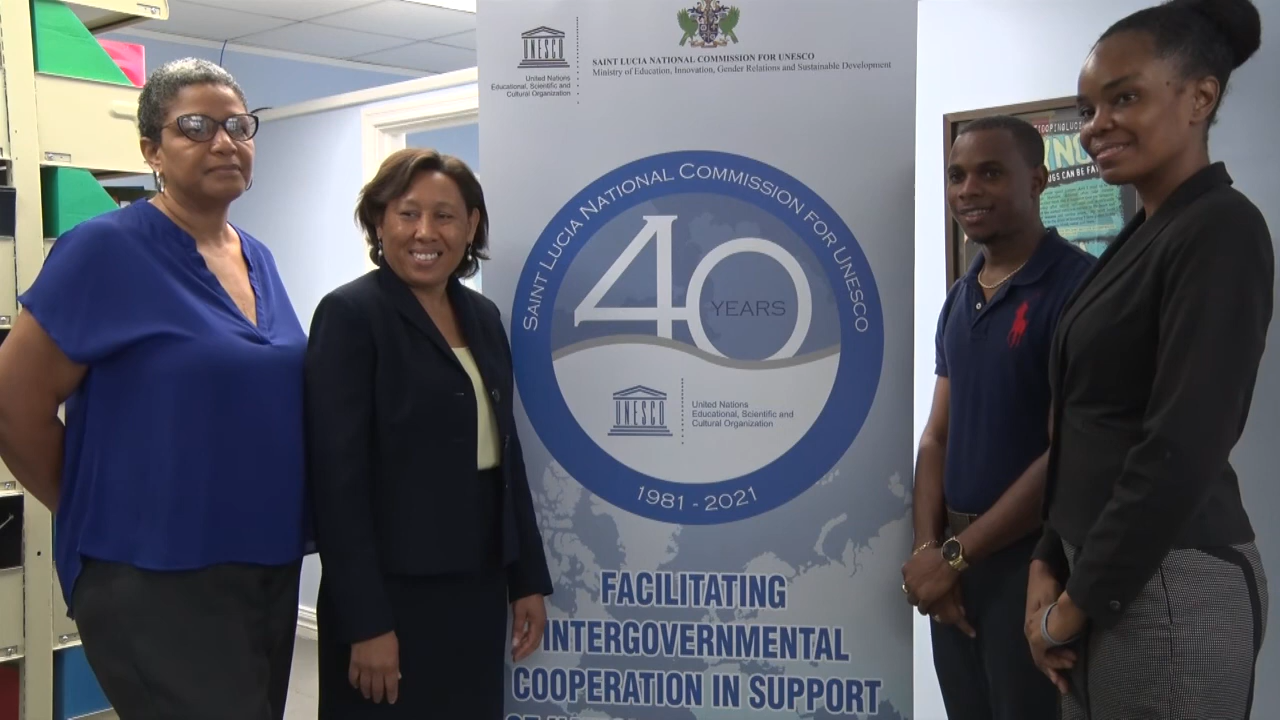 UNESCO
United Nations
Educational, Scientific and
Cultural Organization
SAINT LUCIA NATIONAL COMMISSION FOR UNESCO
Ministry of Education, Innovation, Gender Relations and Sustainable Development
SAINT LUCIA NATIONAL COMMISSION FOR UNESCO
40
YEARS
UNESCO
United Nations
Educational, Scientific and
Cultural Organization
1981 - 2021
FACILITATING
INTERGOVERNMENTAL
COOPERATION IN SUPPORT